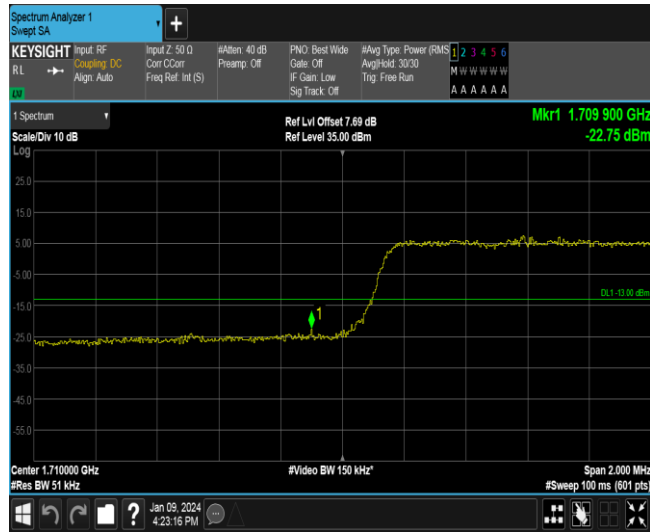 Spectrum Analyzer 1
Swept SA
+
KEYSIGHT
RL
Input: RF
Coupling: DC
Align: Auto
Input Z: 50 Ω
Corr CCorr
Freq Ref: Int (S)
#Atten: 40 dB
Preamp: Off
PNO: Best Wide
Gate: Off
IF Gain: Low
Sig Track: Off
#Avg Type: Power (RMS
Avg|Hold: 30/30
Trig: Free Run
1 2 3 4 5 6
M W W W W W
A A A A A A
1 Spectrum
Scale/Div 10 dB
Log
Ref Lvl Offset 7.69 dB
Ref Level 35.00 dBm
Mkr1 1.709 900 GHz
-22.75 dBm
25.0
15.0
5.00
-5.00
DL1 -13.00 dBm
-15.0
1
-25.0
-35.0
-45.0
-55.0
Center 1.710000 GHz
#Res BW 51 kHz
#Video BW 150 kHz*
Span 2.000 MHz
#Sweep 100 ms (601 pts)
?
Jan 09, 2024
4:23:16 PM